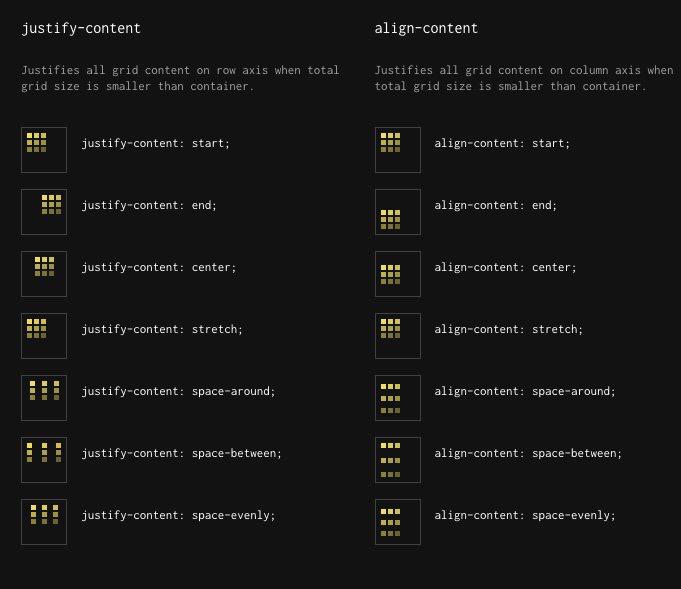 justify-content
Justifies all grid content on row axis when total
grid size is smaller than container.
justify-content: start;
justify-content: end;
justify-content: center;
justify-content: stretch;
justify-content: space-around;
justify-content: space-between;
justify-content: space-evenly;
align-content
Justifies all grid content on column axis when
total grid size is smaller than container.
align-content: start;
align-content: end;
align-content: center;
align-content: stretch;
align-content: space-around;
align-content: space-between;
align-content: space-evenly;